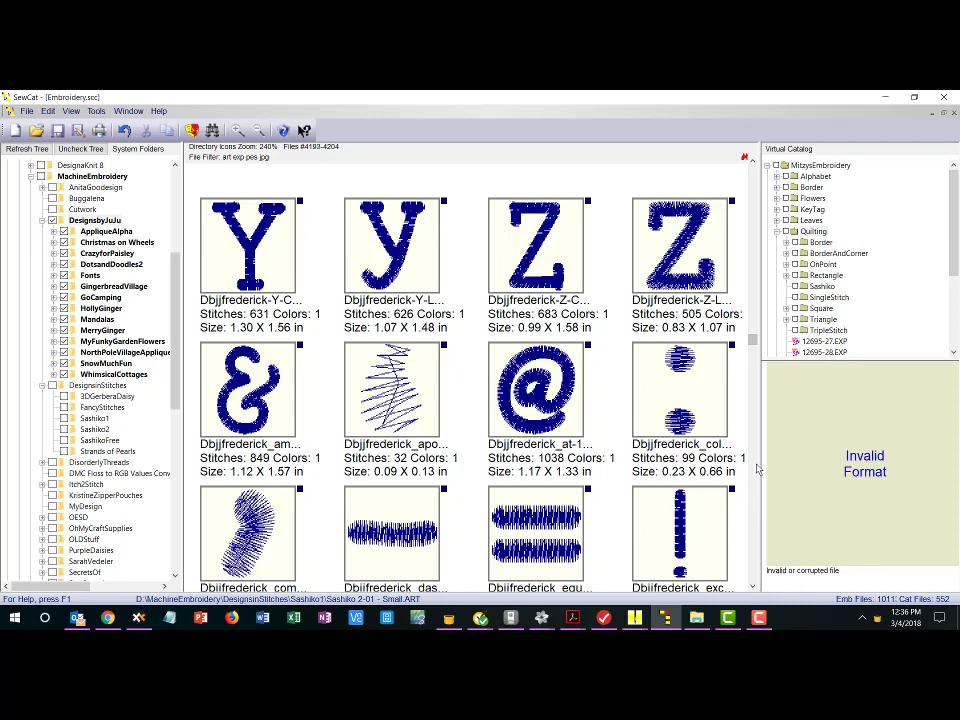 SewCat - [Embroidery.scc]
File Edit View Tools Window Help
Refresh Tree Uncheck Tree System Folders
DesignaKnit 8
MachineEmbroidery
AnitaGoodesign
Buggalena
Cutwork
DesignsbyJuJu
AppliqueAlpha
Christmas on Wheels
CrazyforPaisley
DotsandDoodles2
Fonts
GingerbreadVillage
GoCamping
HollyGinger
Mandalas
MerryGinger
MyFunkyGardenFlowers
NorthPoleVillageApplique
SnowMuchFun
WhimsicalCottages
DesignsinStitches
3DGerberaDaisy
FancyStitches
Sashiko1
Sashiko2
SashikoFree
Strands of Pearls
DisorderlyThreads
DMC Floss to RGB Values Conv
Itch2Stitch
KristineZipperPouches
MyDesign
OESD
OhMyCraftSupplies
OLDStuff
PurpleDaisies
SarahVedeler
SecretsOf
Directory Icons Zoom: 240% Files #4193-4204
File Filter: art exp pes jpg
Y y Z Z
Dbjjfrederick-Y-C... Dbjjfrederick-Y-L... Dbjjfrederick-Z-C... Dbjjfrederick-Z-L...
Stitches: 631 Colors: 1 Stitches: 626 Colors: 1 Stitches: 683 Colors: 1 Stitches: 505 Colors:
Size: 1.30 X 1.56 in Size: 1.07 X 1.48 in Size: 0.99 X 1.58 in Size: 0.83 X 1.07 in
& @ :
Dbjjfrederick_am... Dbjjfrederick_apo... Dbjjfrederick_at-1... Dbjjfrederick_col...
Stitches: 849 Colors: 1 Stitches: 32 Colors: 1 Stitches: 1038 Colors: 1 Stitches: 99 Colors: 1
Size: 1.12 X 1.57 in Size: 0.09 X 0.13 in Size: 1.17 X 1.33 in Size: 0.23 X 0.66 in
, - = !
Dbjjfrederick_com... Dbjjfrederick_das... Dbjjfrederick_equ... Dbjjfrederick_exc...
Virtual Catalog
MitzysEmbroidery
Alphabet
Border
Flowers
KeyTag
Leaves
Quilting
Border
BorderAndCorner
OnPoint
Rectangle
Sashiko
SingleStitch
Square
Triangle
TripleStitch
12695-27.EXP
12695-28.EXP
Invalid
Format
Invalid or corrupted file
For Help, press F1 D:\MachineEmbroidery\DesignsinStitches\Sashiko1\Sashiko 2-01 - Small.ART Emb Files: 1011 Cat Files: 552
12:36 PM
3/4/2018